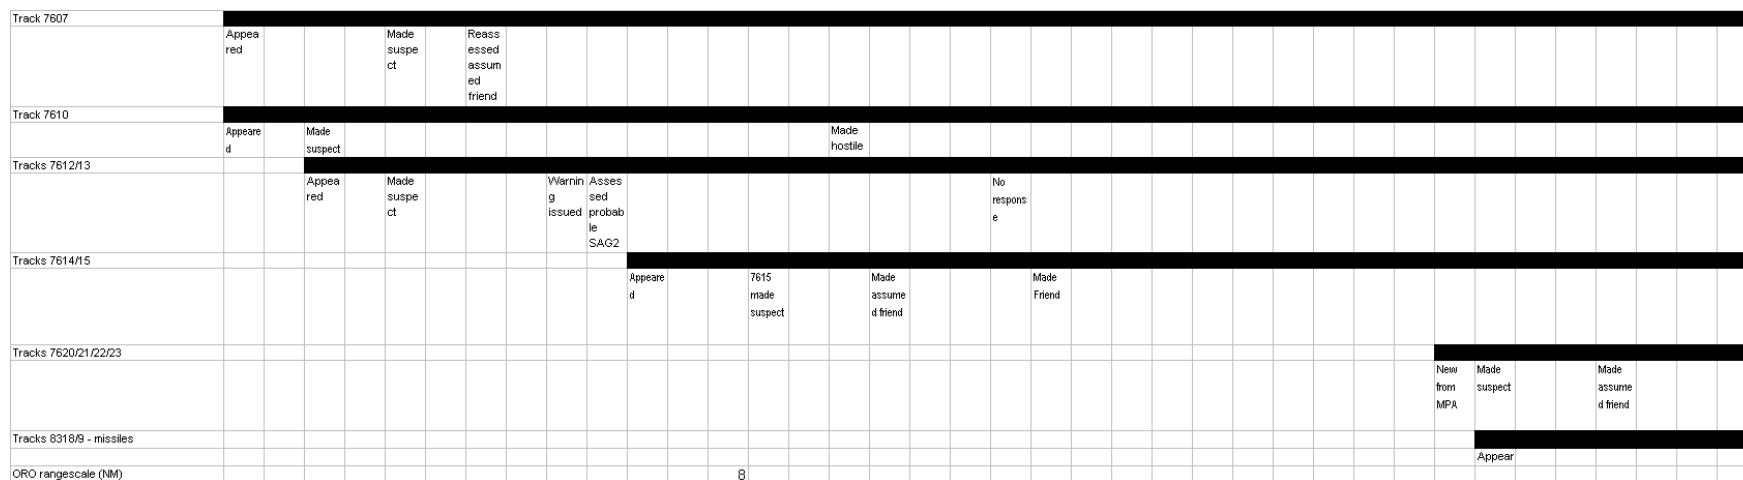 Track 7607
Appea
red
Made
suspe
ct
Reass
essed
assum
ed
friend
Track 7610
Appeare
d
Made
suspect
Made
hostile
Tracks 7612/13
Appea
red
Made
suspe
ct
Warnin
g
issued
Asses
sed
probab
le
SAG2
No
respons
e
Tracks 7614/15
Appeare
d
7615
made
suspect
Made
assume
d friend
Made
Friend
Tracks 7620/21/22/23
New
from
MPA
Made
suspect
Made
assume
d friend
Tracks 8318/9 - missiles
Appear
ORO rangescale (NM)
8